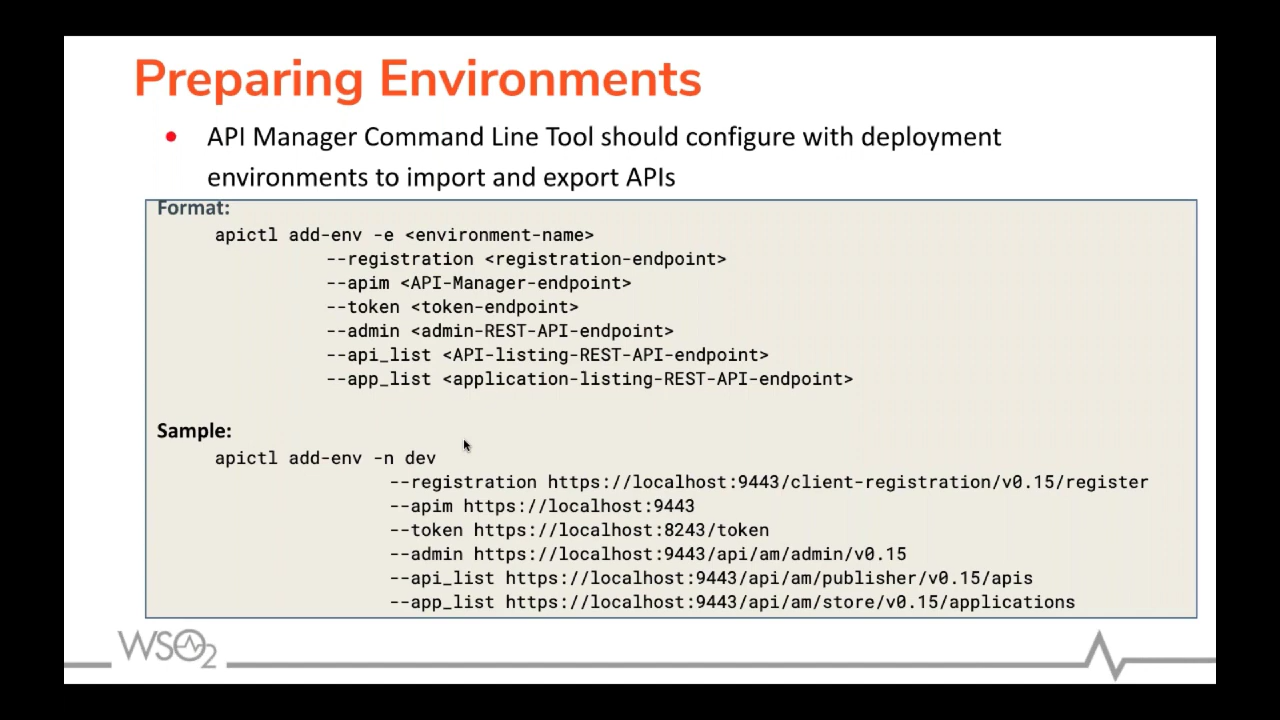 Preparing Environments
• API Manager Command Line Tool should configure with deployment
environments to import and export APIs
Format:
apictl add-env -e <environment-name>
--registration <registration-endpoint>
--apim <API-Manager-endpoint>
--token <token-endpoint>
--admin <admin-REST-API-endpoint>
--api_list <API-listing-REST-API-endpoint>
--app_list <application-listing-REST-API-endpoint>
Sample:
apictl add-env -n dev
--registration https://localhost:9443/client-registration/v0.15/register
--apim https://localhost:9443
--token https://localhost:8243/token
--admin https://localhost:9443/api/am/admin/v0.15
--api_list https://localhost:9443/api/am/publisher/v0.15/apis
--app_list https://localhost:9443/api/am/store/v0.15/applications
WSO2